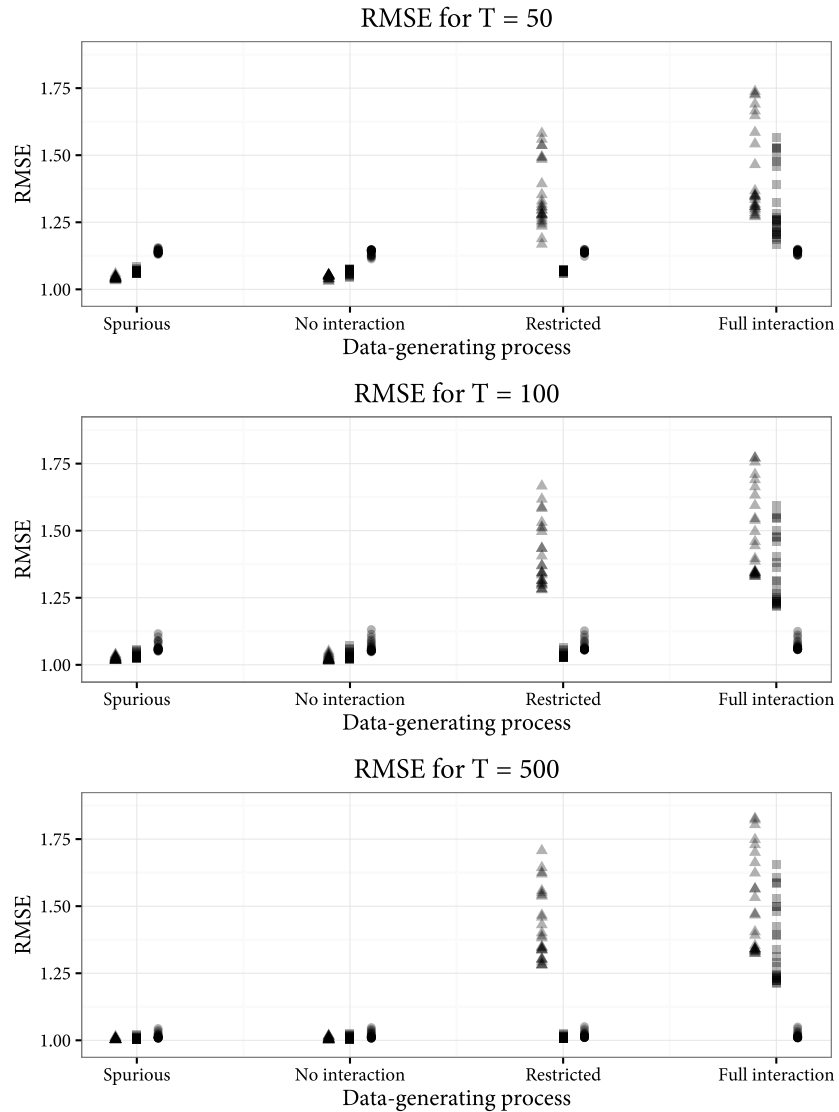 RMSE for T = 50
1.75
1.50
1.25
1.00
RMSE
Spurious No interaction Restricted Full interaction
Data-generating process
RMSE for T = 100
1.75
1.50
1.25
1.00
RMSE
Spurious No interaction Restricted Full interaction
Data-generating process
RMSE for T = 500
1.75
1.50
1.25
1.00
RMSE
Spurious No interaction Restricted Full interaction
Data-generating process